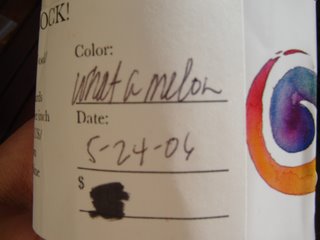 OCK!
Color:
What a melon
Date:
5-24-06
$